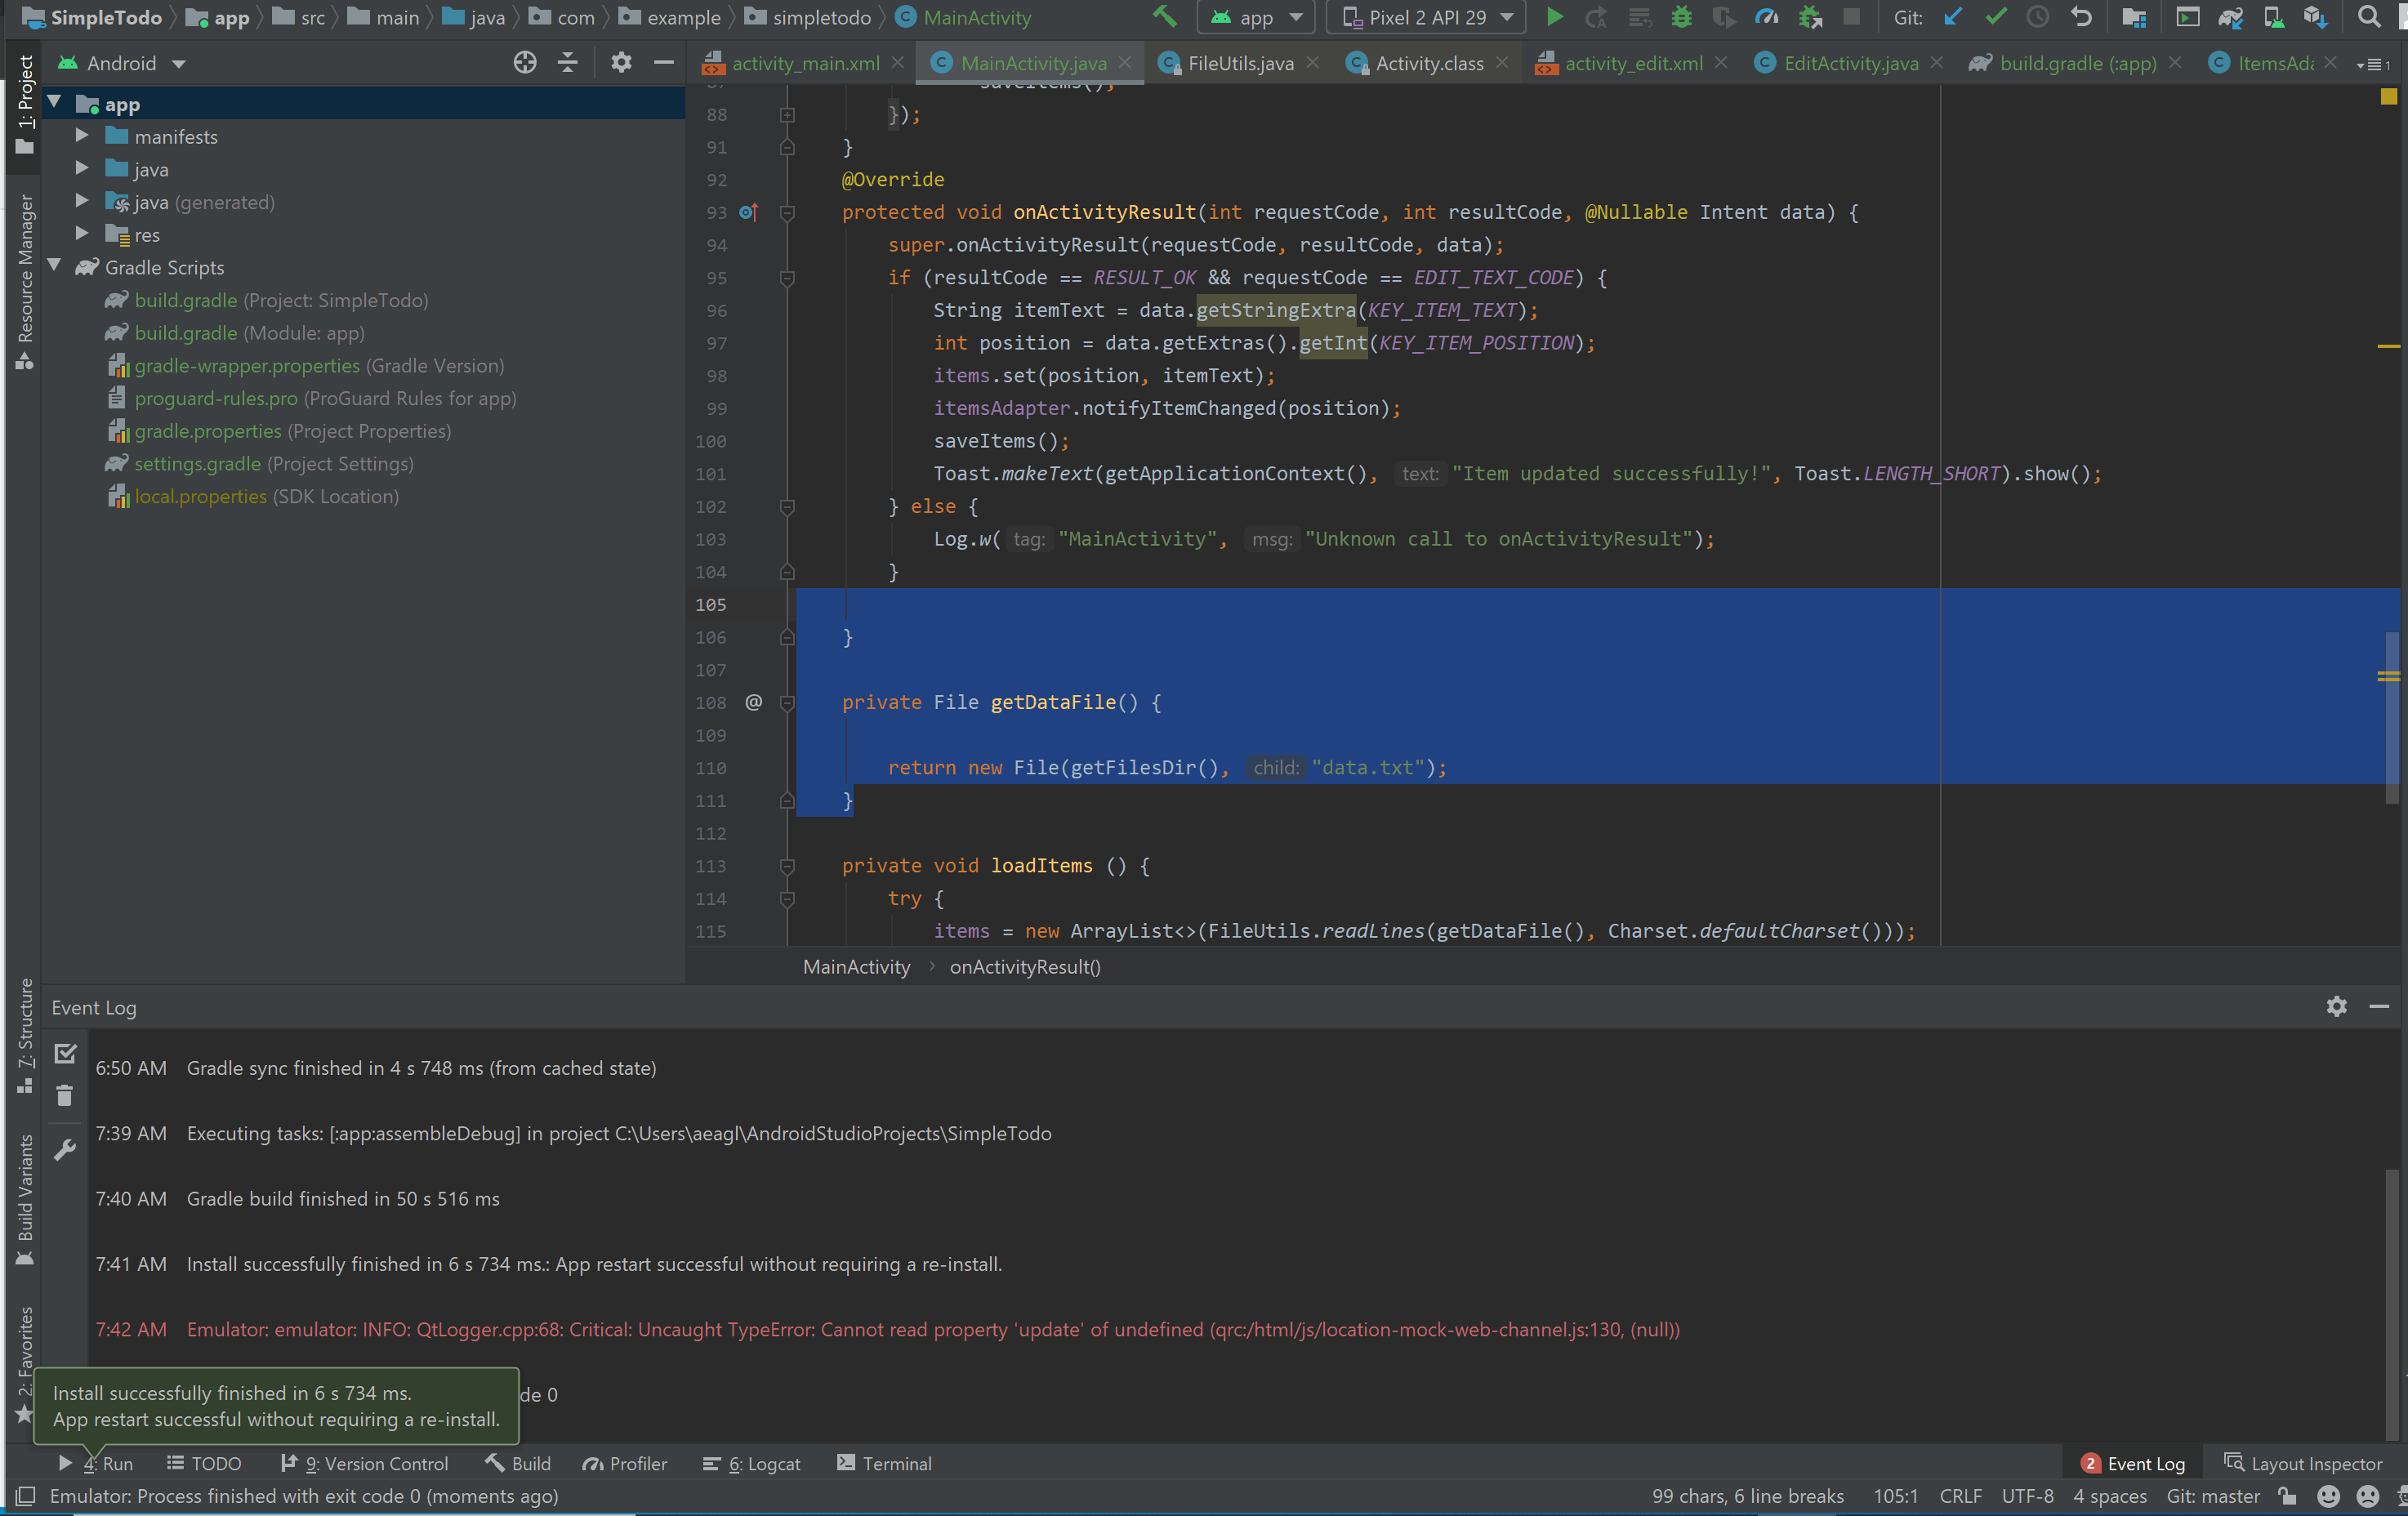 SimpleTodo app src main java com example simpletodo MainActivity app Pixel 2 API 29 Git:
1: Project
Resource Manager
7: Structure
Build Variants
2: Favorites
Android
app
manifests
java
java (generated)
res
Gradle Scripts
build.gradle (Project: SimpleTodo)
build.gradle (Module: app)
gradle-wrapper.properties (Gradle Version)
proguard-rules.pro (ProGuard Rules for app)
gradle.properties (Project Properties)
settings.gradle (Project Settings)
local.properties (SDK Location)
activity_main.xml MainActivity.java FileUtils.java Activity.class activity_edit.xml EditActivity.java build.gradle (:app) ItemsAda 1
87 saveItems();
88 });
91 }
92 @Override
93 protected void onActivityResult(int requestCode, int resultCode, @Nullable Intent data) {
94 super.onActivityResult(requestCode, resultCode, data);
95 if (resultCode == RESULT_OK && requestCode == EDIT_TEXT_CODE) {
96 String itemText = data.getStringExtra(KEY_ITEM_TEXT);
97 int position = data.getExtras().getInt(KEY_ITEM_POSITION);
98 items.set(position, itemText);
99 itemsAdapter.notifyItemChanged(position);
100 saveItems();
101 Toast.makeText(getApplicationContext(), text: "Item updated successfully!", Toast.LENGTH_SHORT).show();
102 } else {
103 Log.w( tag: "MainActivity", msg: "Unknown call to onActivityResult");
104 }
105
106 }
107
108 @ private File getDataFile() {
109
110 return new File(getFilesDir(), child: "data.txt");
111 }
112
113 private void loadItems () {
114 try {
115 items = new ArrayList<>(FileUtils.readLines(getDataFile(), Charset.defaultCharset()));
MainActivity onActivityResult()
Event Log
6:50 AM Gradle sync finished in 4 s 748 ms (from cached state)
7:39 AM Executing tasks: [:app:assembleDebug] in project C:\Users\aeagl\AndroidStudioProjects\SimpleTodo
7:40 AM Gradle build finished in 50 s 516 ms
7:41 AM Install successfully finished in 6 s 734 ms.: App restart successful without requiring a re-install.
7:42 AM Emulator: emulator: INFO: QtLogger.cpp:68: Critical: Uncaught TypeError: Cannot read property 'update' of undefined (qrc:/html/js/location-mock-web-channel.js:130, (null))
de 0
Install successfully finished in 6 s 734 ms.
App restart successful without requiring a re-install.
4: Run TODO 9: Version Control Build Profiler 6: Logcat Terminal 2 Event Log Layout Inspector
Emulator: Process finished with exit code 0 (moments ago) 99 chars, 6 line breaks 105:1 CRLF UTF-8 4 spaces Git: master